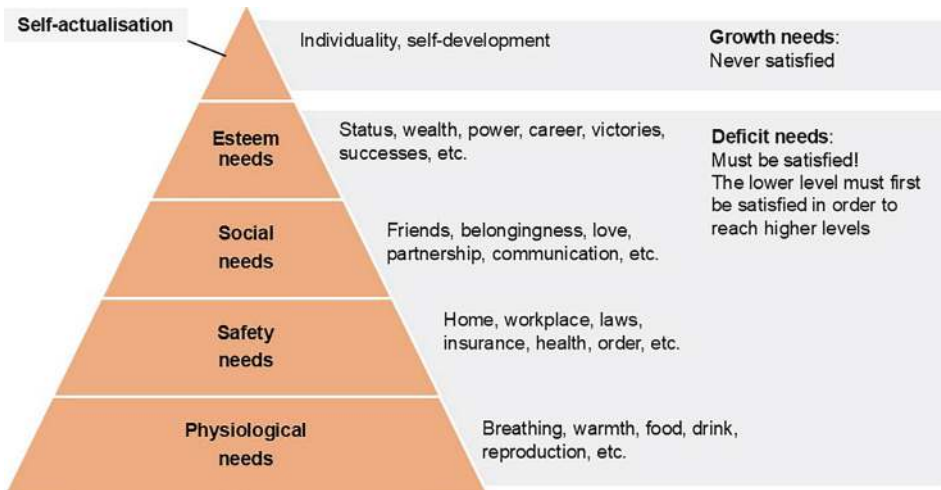 Self-actualisation
Individuality, self-development
Growth needs:
Never satisfied
Esteem
needs
Status, wealth, power, career, victories,
successes, etc.
Deficit needs:
Must be satisfied!
The lower level must first
be satisfied in order to
reach higher levels
Social
needs
Friends, belongingness, love,
partnership, communication, etc.
Safety
needs
Home, workplace, laws,
insurance, health, order, etc.
Physiological
needs
Breathing, warmth, food, drink,
reproduction, etc.